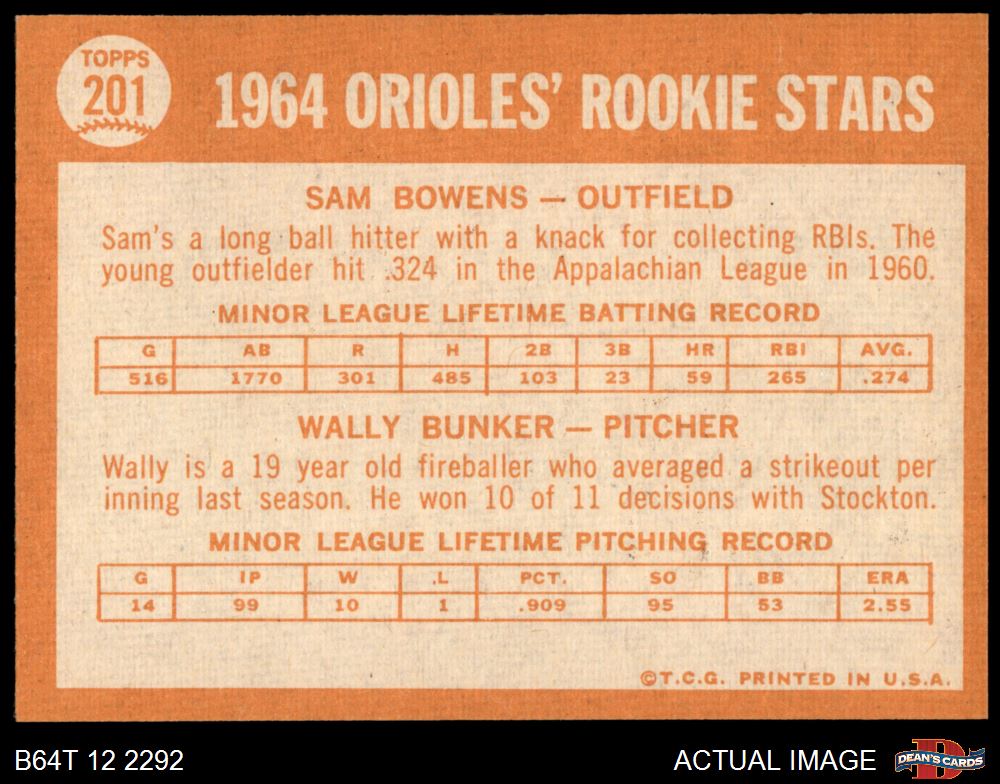 TOPPS
201
1964 ORIOLES' ROOKIE STARS
SAM BOWENS — OUTFIELD
Sam's a long ball hitter with a knack for collecting RBIs. The
young outfielder hit .324 in the Appalachian League in 1960.
MINOR LEAGUE LIFETIME BATTING RECORD
G AB R H 2B 3B HR RBI AVG.
516 1770 301 485 103 23 59 265 .274
WALLY BUNKER — PITCHER
Wally is a 19 year old fireballer who averaged a strikeout per
inning last season. He won 10 of 11 decisions with Stockton.
MINOR LEAGUE LIFETIME PITCHING RECORD
G IP W .L PCT. SO BB ERA
14 99 10 1 .909 95 53 2.55
©T.C.G. PRINTED IN U.S.A.
B64T 12 2292
ACTUAL IMAGE
D
DEAN'S CARDS